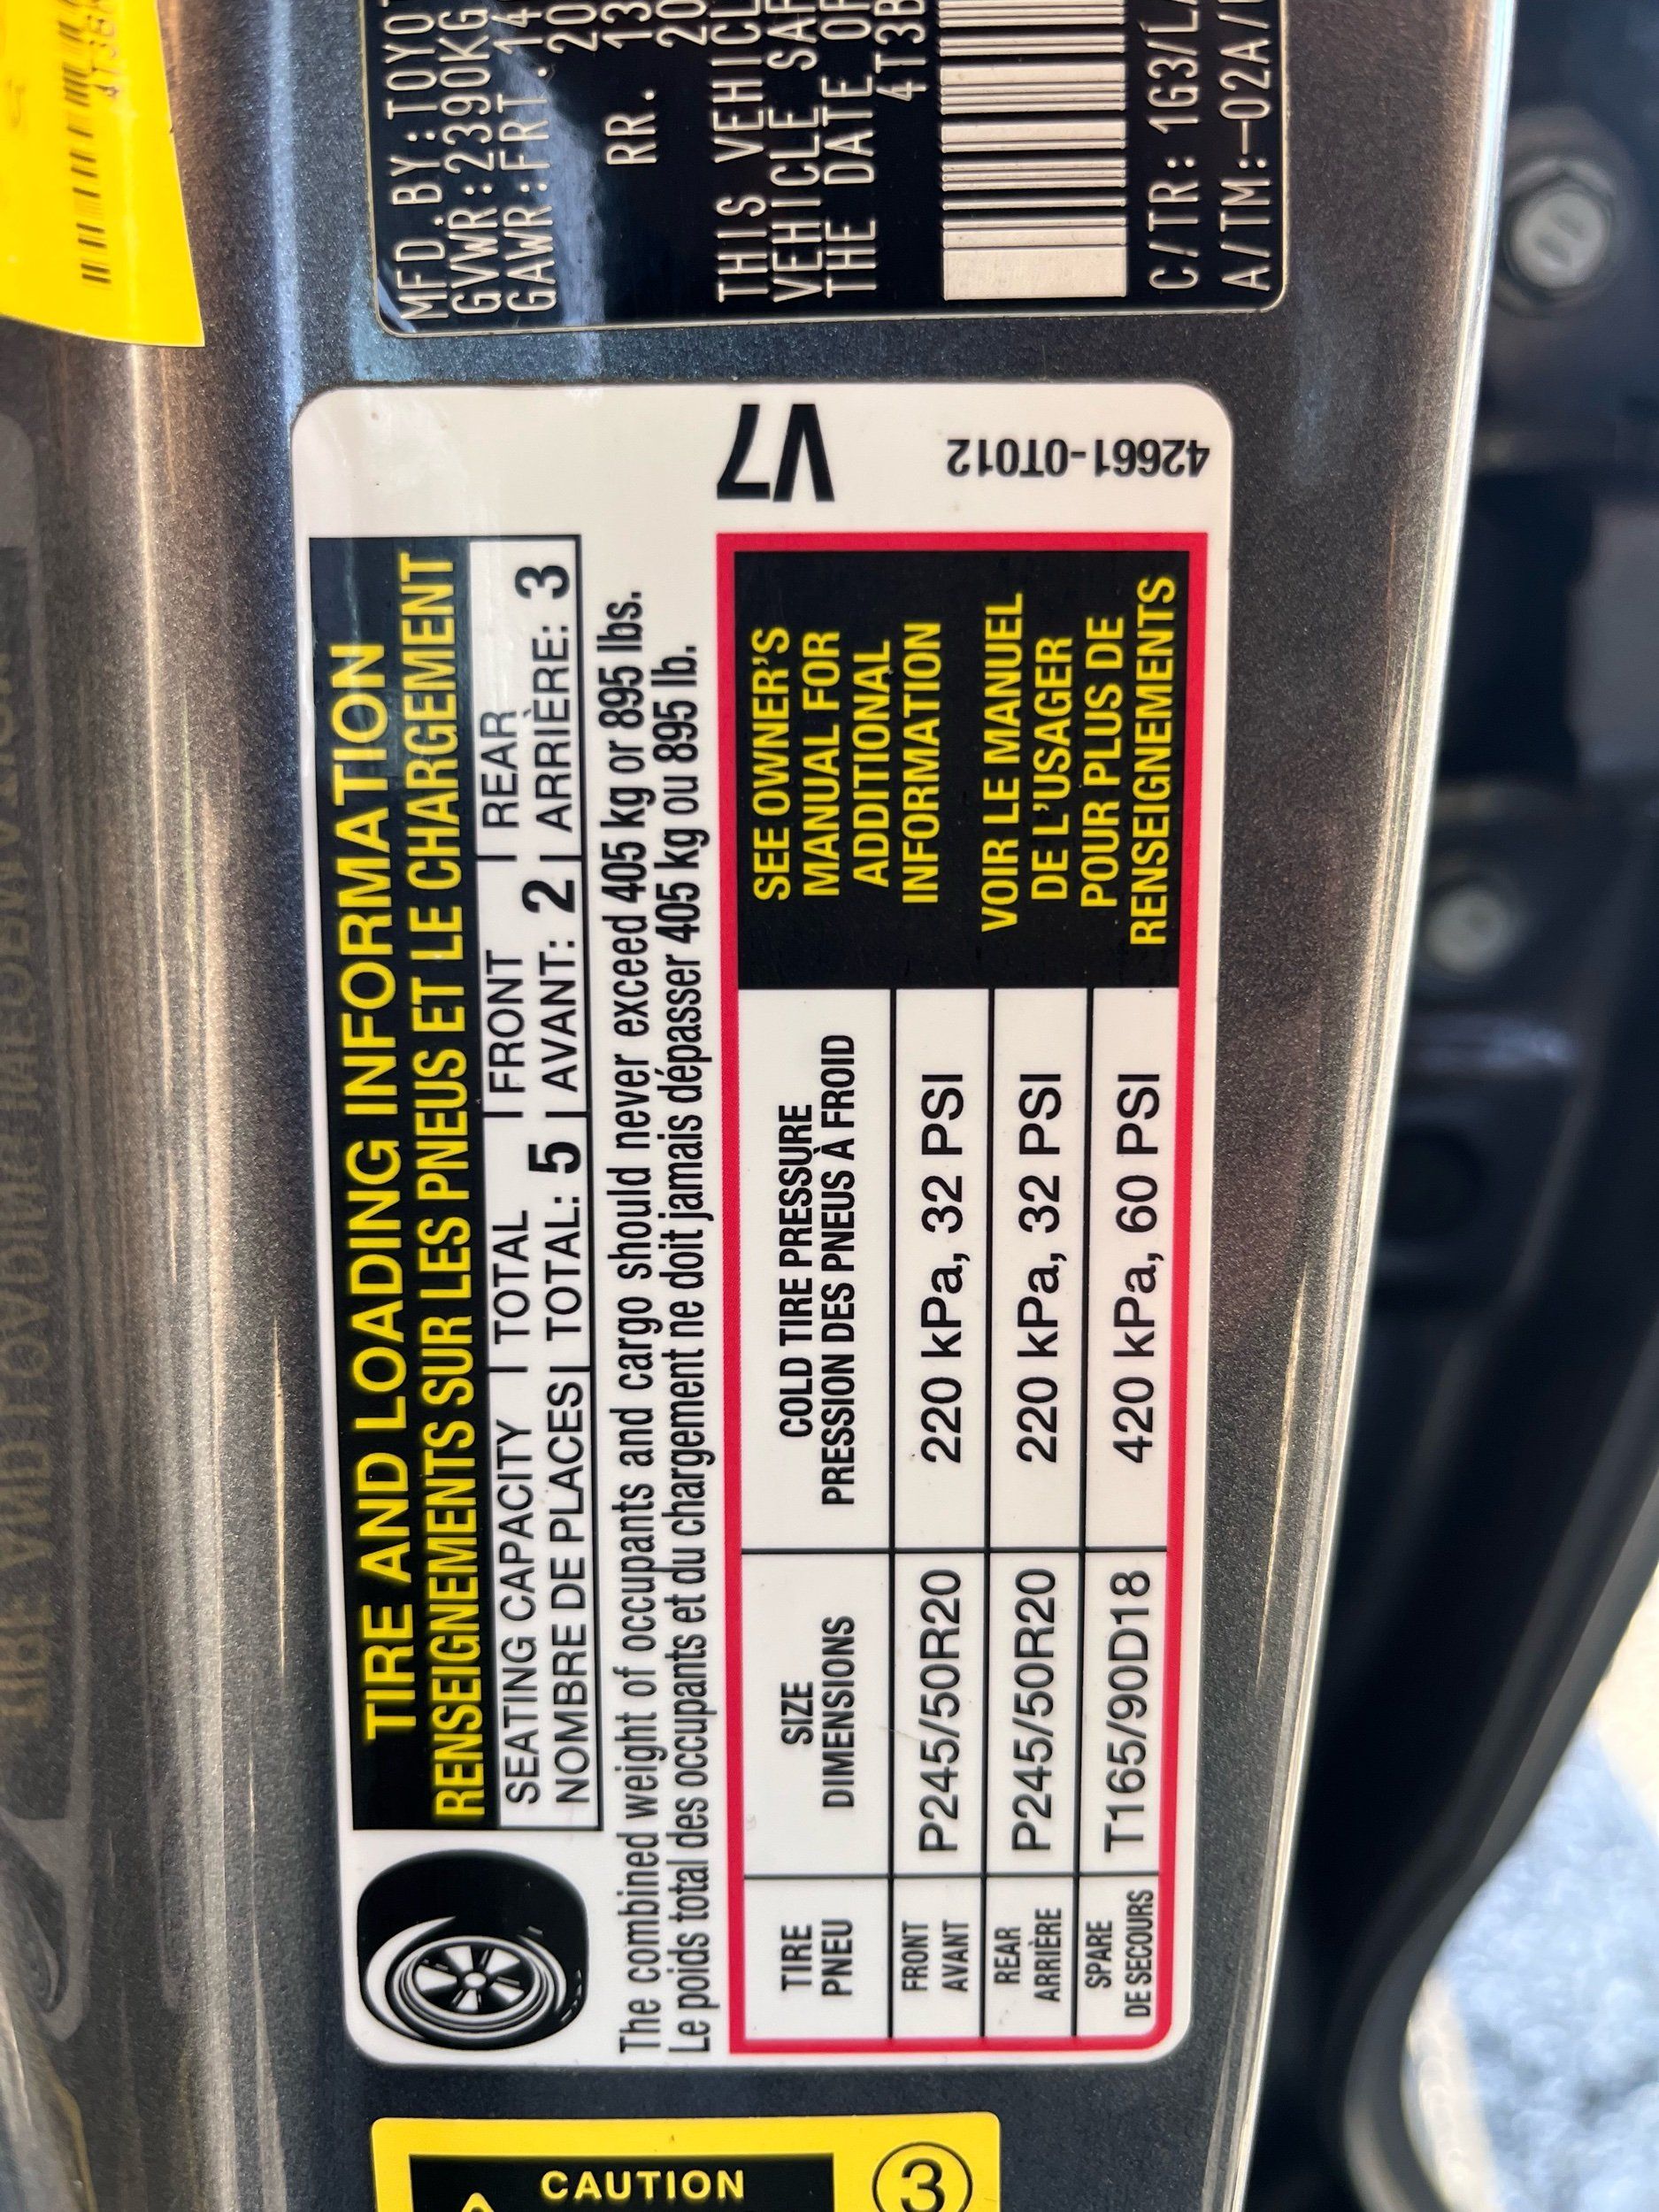 TIRE AND LOADING INFORMATION
RENSEIGNEMENTS SUR LES PNEUS ET LE CHARGEMENT
SEATING CAPACITY | TOTAL | FRONT | REAR
NOMBRE DE PLACES | TOTAL: 5 | AVANT: 2 | ARRIÈRE: 3
The combined weight of occupants and cargo should never exceed 405 kg or 895 lbs.
Le poids total des occupants et du chargement ne doit jamais dépasser 405 kg ou 895 lb.
TIRE
PNEU
SIZE
DIMENSIONS
COLD TIRE PRESSURE
PRESSION DES PNEUS À FROID
FRONT
AVANT
P245/50R20
220 kPa, 32 PSI
REAR
ARRIÈRE
P245/50R20
220 kPa, 32 PSI
SPARE
DE SECOURS
T165/90D18
420 kPa, 60 PSI
SEE OWNER'S
MANUAL FOR
ADDITIONAL
INFORMATION
VOIR LE MANUEL
DE L'USAGER
POUR PLUS DE
RENSEIGNEMENTS
V7
42661-0T012
MFD.BY:
GVWR:2390KG
GAWR:FRT.
RR.
THIS
VEHICLE
THE DATE OF
C/TR:
A/TM:
CAUTION
3